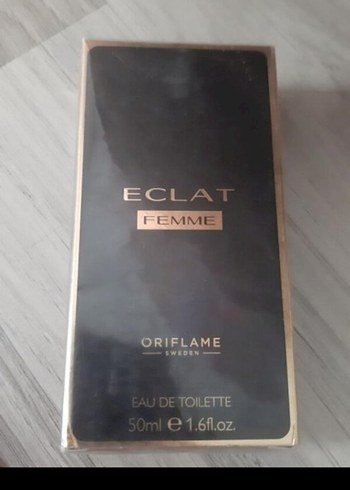 ECLAT
FEMME
ORIFLAME
SWEDEN
EAU DE TOILETTE
50ml ℮ 1.6fl.oz.